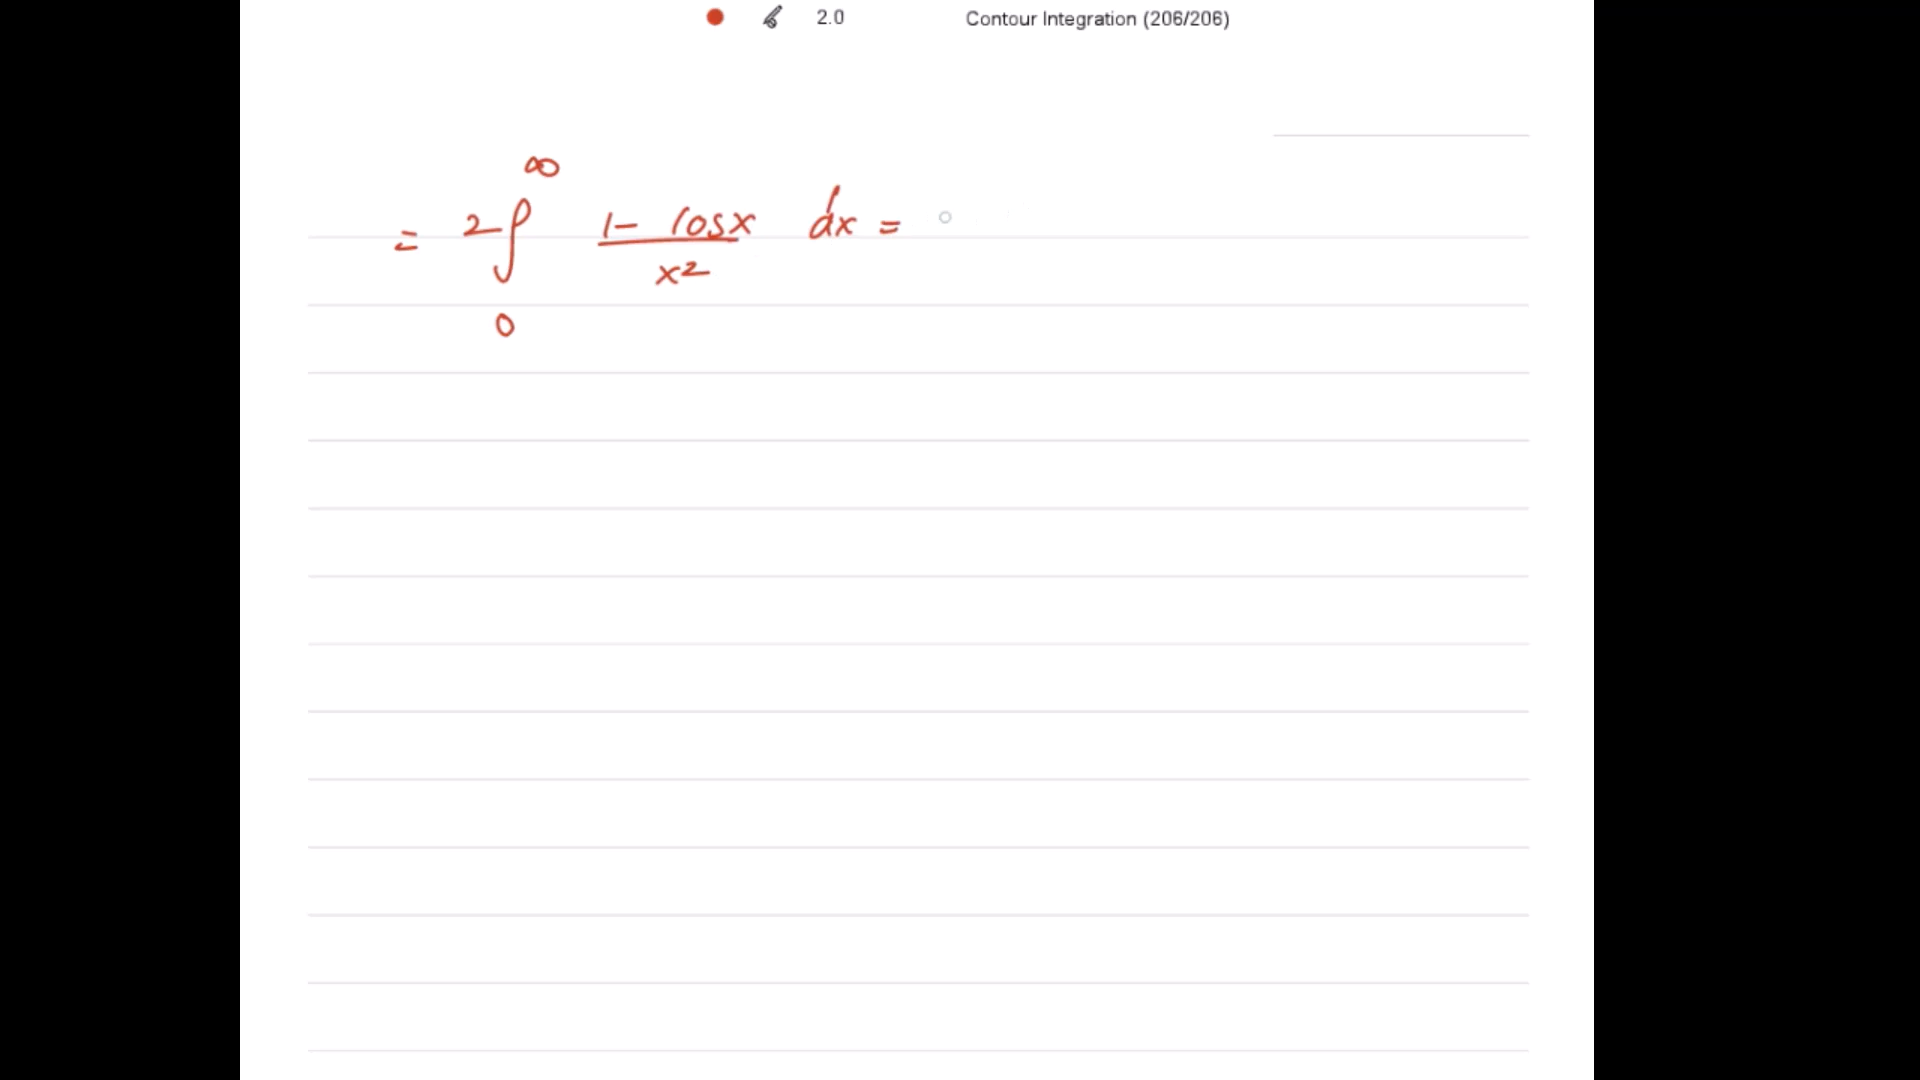 2.0 Contour Integration (206/206)
∞
= 2∫ 1 - cosx dx =
x²
0